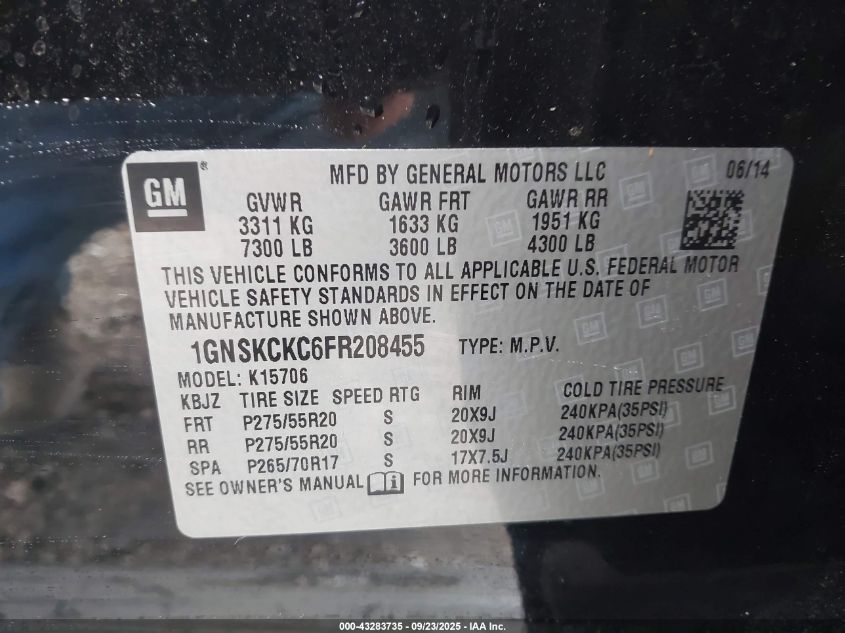 GM ® MFD BY GENERAL MOTORS LLC 06/14
GVWR GAWR FRT GAWR RR
3311 KG 1633 KG 1951 KG
7300 LB 3600 LB 4300 LB
THIS VEHICLE CONFORMS TO ALL APPLICABLE U.S. FEDERAL MOTOR
VEHICLE SAFETY STANDARDS IN EFFECT ON THE DATE OF
MANUFACTURE SHOWN ABOVE.
1GNSKCKC6FR208455 TYPE: M.P.V.
MODEL: K15706
KBJZ TIRE SIZE SPEED RTG RIM COLD TIRE PRESSURE
FRT P275/55R20 S 20X9J 240KPA(35PSI)
RR P275/55R20 S 20X9J 240KPA(35PSI)
SPA P265/70R17 S 17X7.5J 240KPA(35PSI)
SEE OWNER'S MANUAL i FOR MORE INFORMATION.
000-43283735 - 09/23/2025 - IAA Inc.